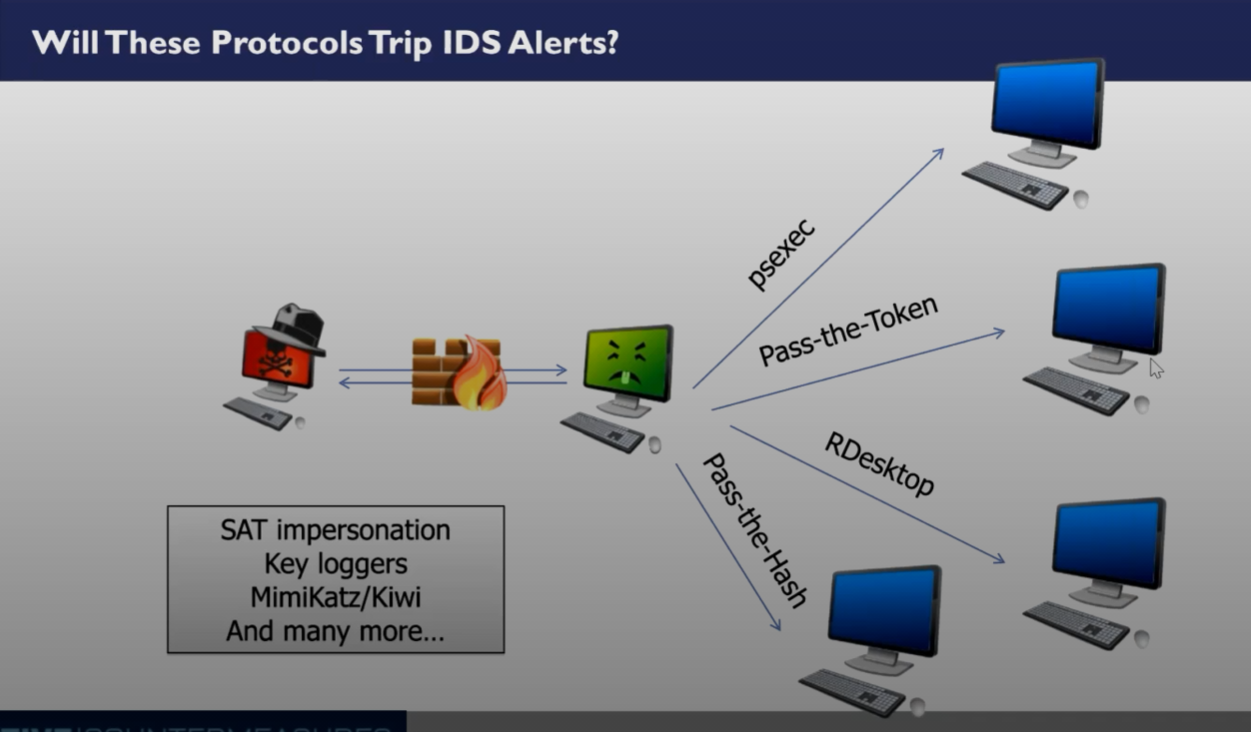 Will These Protocols Trip IDS Alerts?
psexec
Pass-the-Token
RDesktop
Pass-the-Hash
SAT impersonation
Key loggers
MimiKatz/Kiwi
And many more...
COUNTERMEASURES